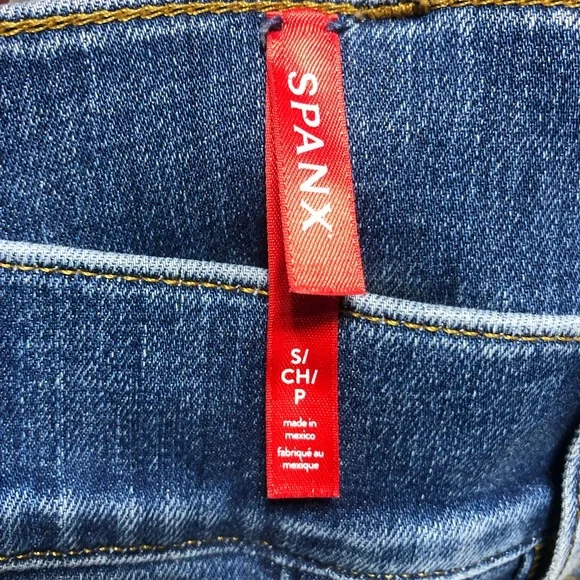 SPANX
S/
CH/
P
made in
mexico
fabriqué au
mexique